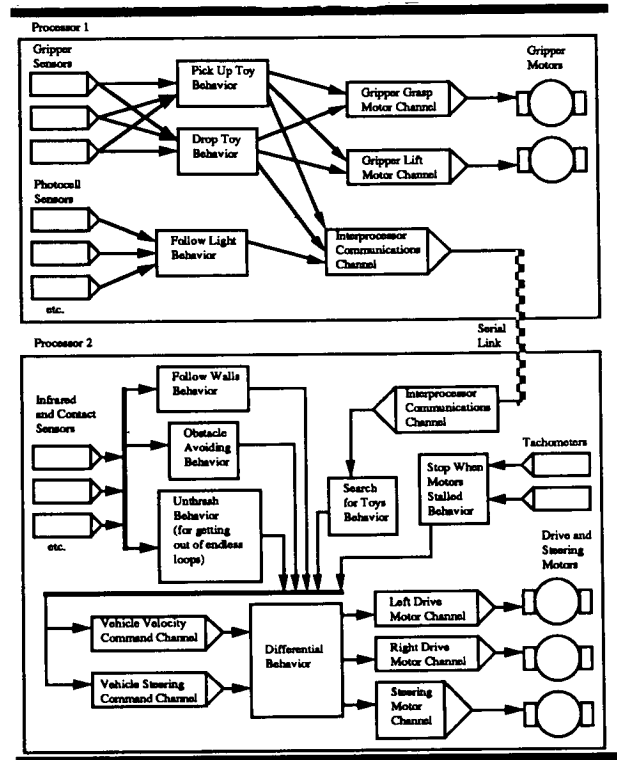 Processor 1
Gripper
Sensors
Pick Up Toy
Behavior
Gripper Grasp
Motor Channel
Gripper
Motors
Drop Toy
Behavior
Gripper Lift
Motor Channel
Photocell
Sensors
Follow Light
Behavior
Interprocessor
Communications
Channel
etc.
Serial
Link
Processor 2
Infrared
and Contact
Sensors
Follow Walls
Behavior
Interprocessor
Communications
Channel
Obstacle
Avoiding
Behavior
Tachometers
Stop When
Motors
Stalled
Behavior
Search
for Toys
Behavior
Unthrash
Behavior
(for getting
out of endless
loops)
etc.
Drive and
Steering
Motors
Left Drive
Motor Channel
Vehicle Velocity
Command Channel
Differential
Behavior
Right Drive
Motor Channel
Vehicle Steering
Command Channel
Steering
Motor
Channel